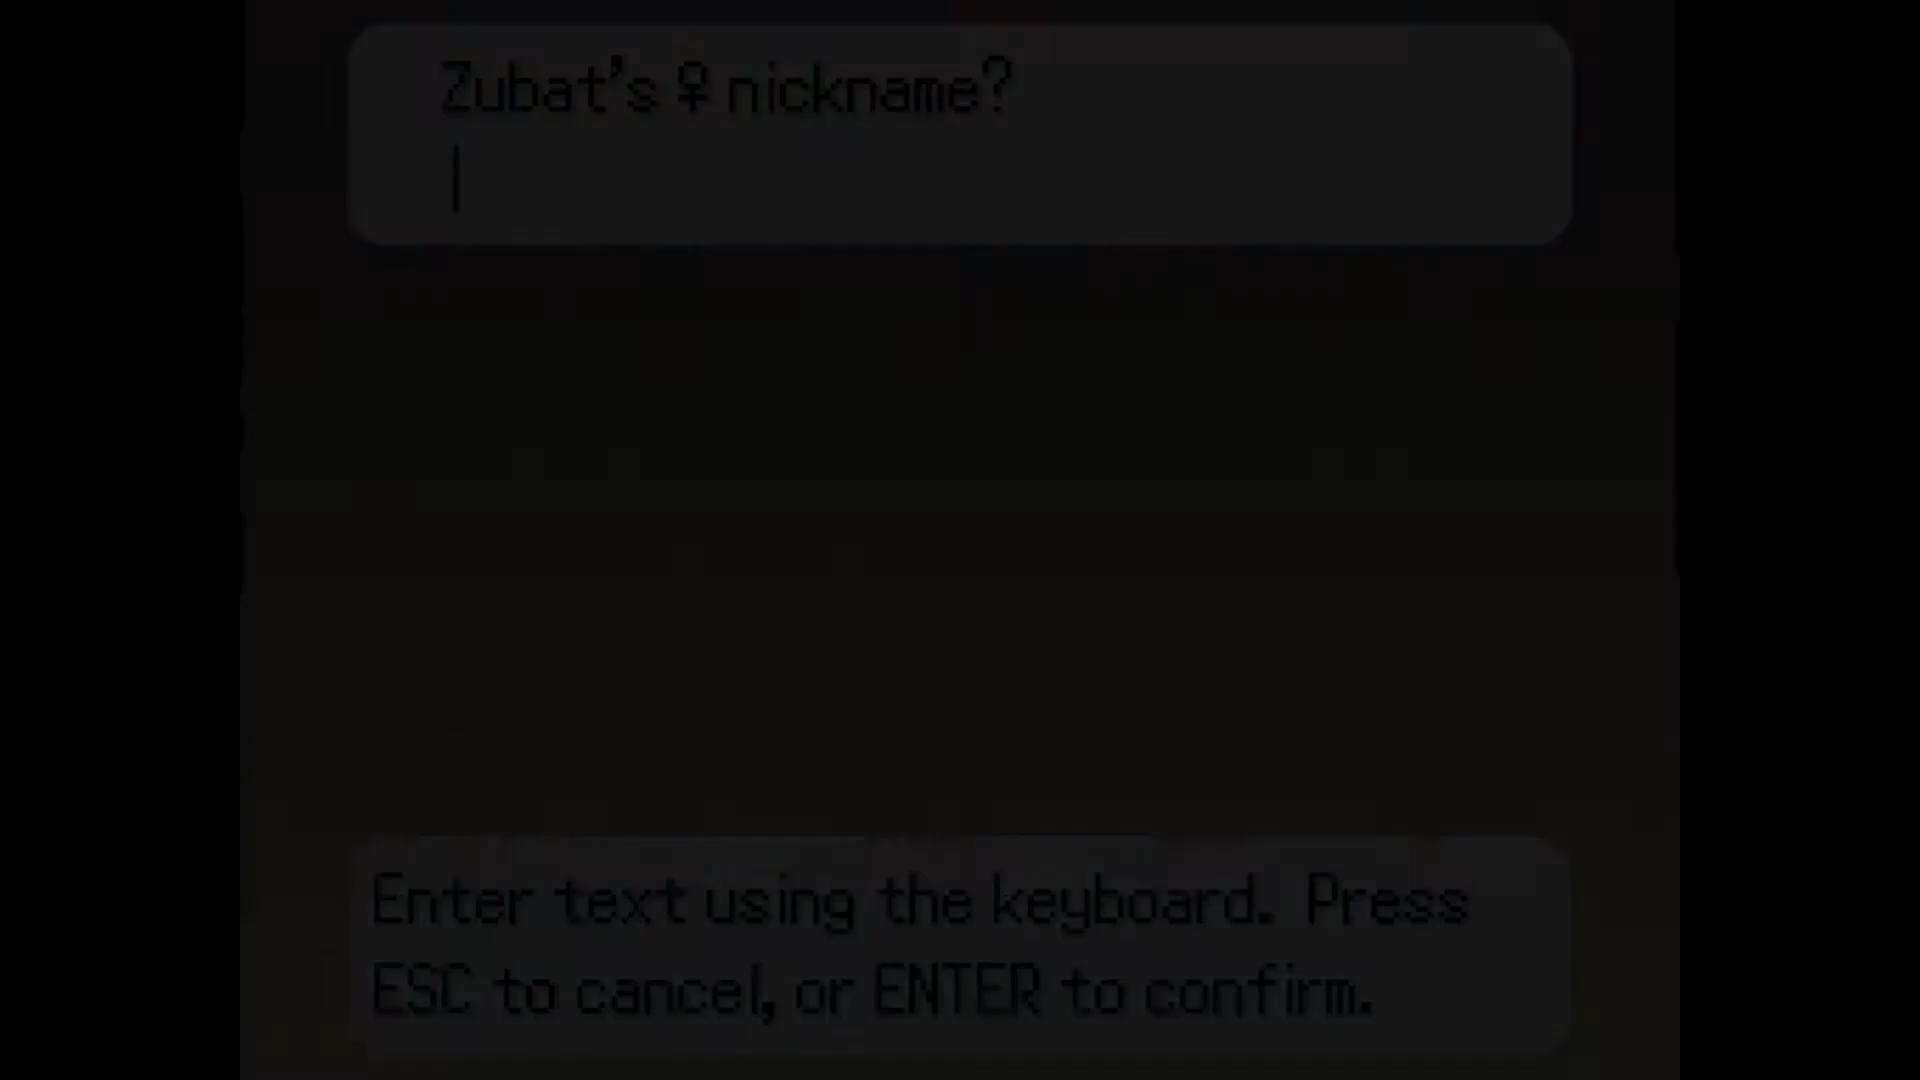 Zubat's ♀ nickname?
Enter text using the keyboard. Press
ESC to cancel, or ENTER to confirm.